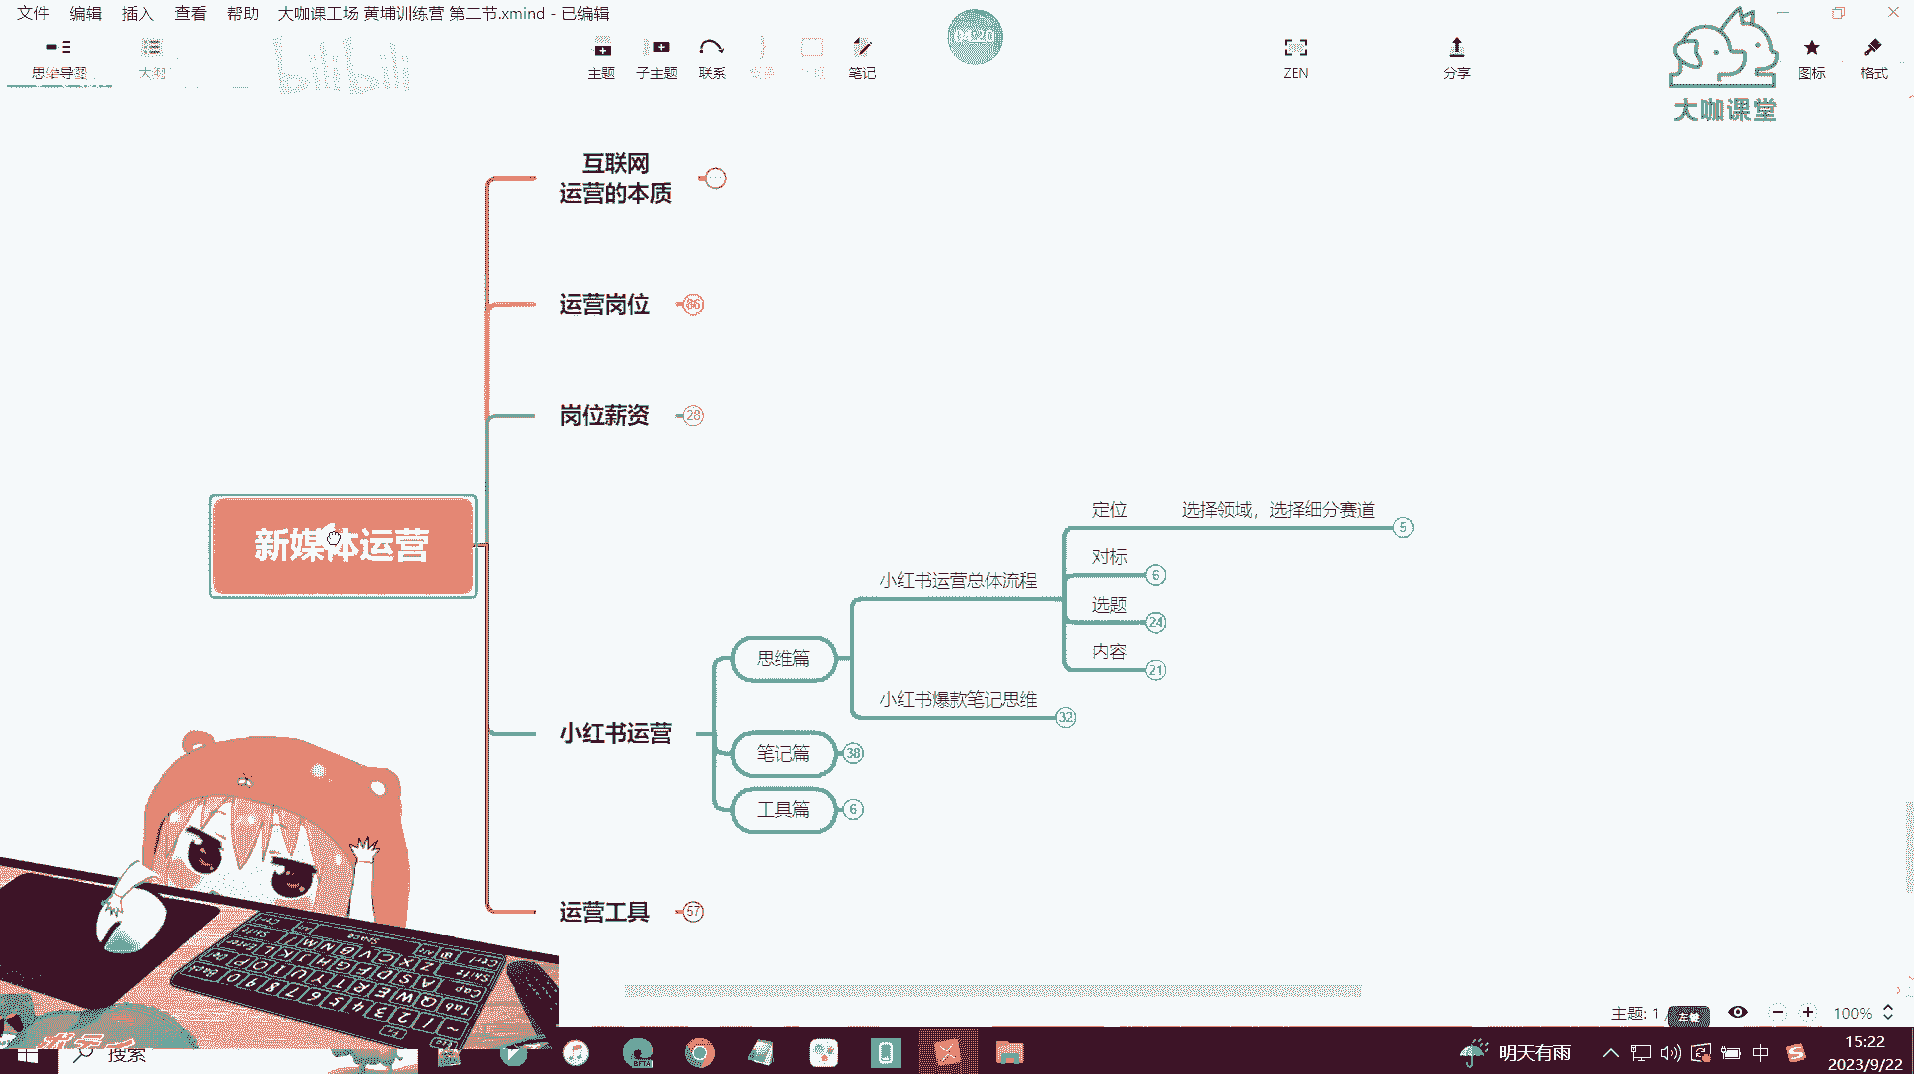 文件 编辑 插入 查看 帮助 大咖课工场 黄埔训练营 第二节.xmind - 已编辑
思维导图 大纲
bilibili
主题 子主题 联系 笔记
04:20
ZEN 分享 图标 格式
大咖课堂
互联网
运营的本质
运营岗位 86
岗位薪资 28
新媒体运营
定位 选择领域，选择细分赛道 5
对标 6
小红书运营总体流程
选题 24
内容 21
思维篇
小红书爆款笔记思维 32
小红书运营
笔记篇 38
工具篇 6
运营工具 57
主题: 1 /
100%
搜索
BETA
明天有雨
中
15:22
2023/9/22